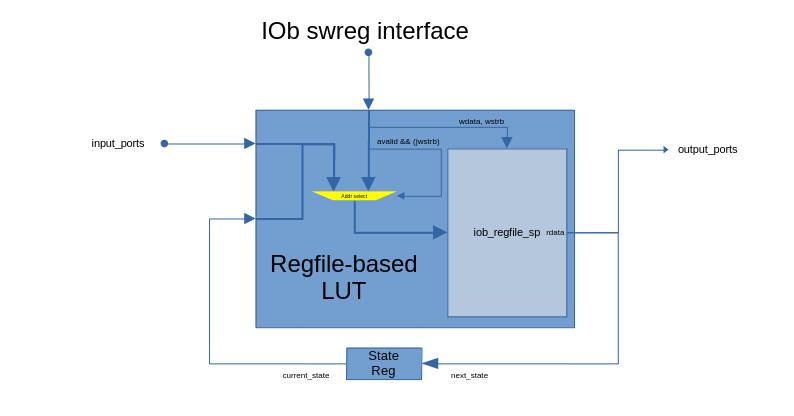 IOb swreg interface
wdata, wstrb
input_ports
avalid && (|wstrb)
output_ports
Addr select
iob_regfile_sp
rdata
Regfile-based
LUT
State
Reg
current_state
next_state